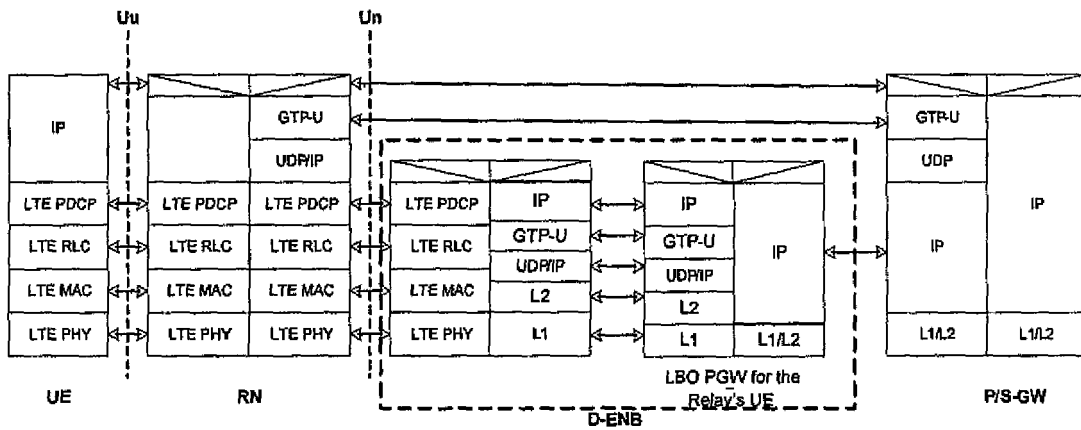 Uu
Un
IP
GTP-U
UDP/IP
GTP-U
UDP
IP
IP
LTE PDCP
LTE PDCP
LTE PDCP
LTE PDCP
IP
IP
IP
LTE RLC
LTE RLC
LTE RLC
LTE RLC
GTP-U
GTP-U
UDP/IP
UDP/IP
LTE MAC
LTE MAC
LTE MAC
LTE MAC
L2
L2
LTE PHY
LTE PHY
LTE PHY
LTE PHY
L1
L1
L1/L2
L1/L2
L1/L2
UE
RN
LBO PGW for the
Relay's UE
D-ENB
P/S-GW